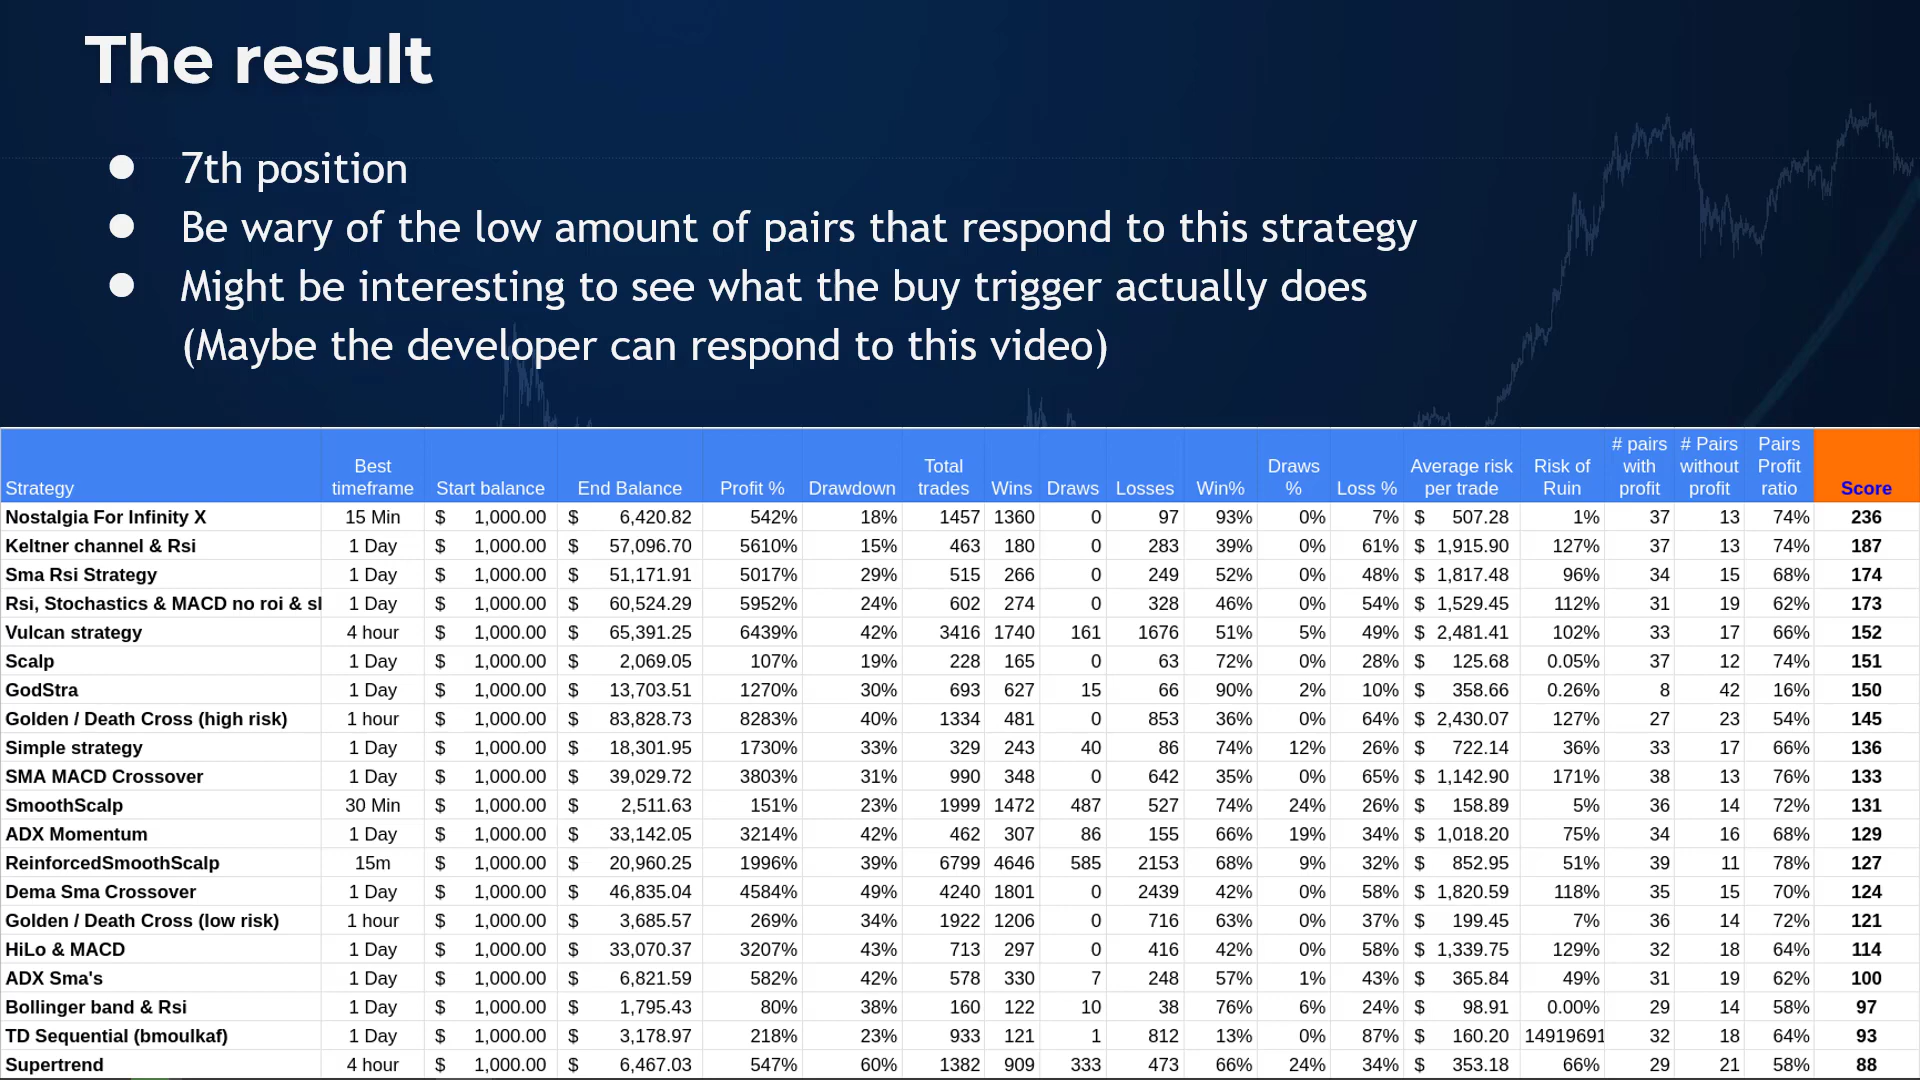 The result
● 7th position
● Be wary of the low amount of pairs that respond to this strategy
● Might be interesting to see what the buy trigger actually does
(Maybe the developer can respond to this video)
Strategy Best timeframe Start balance End Balance Profit % Drawdown Total trades Wins Draws Losses Win% Draws % Loss % Average risk per trade Risk of Ruin # pairs with profit # Pairs without profit Pairs Profit ratio Score
Nostalgia For Infinity X 15 Min $ 1,000.00 $ 6,420.82 542% 18% 1457 1360 0 97 93% 0% 7% $ 507.28 1% 37 13 74% 236
Keltner channel & Rsi 1 Day $ 1,000.00 $ 57,096.70 5610% 15% 463 180 0 283 39% 0% 61% $ 1,915.90 127% 37 13 74% 187
Sma Rsi Strategy 1 Day $ 1,000.00 $ 51,171.91 5017% 29% 515 266 0 249 52% 0% 48% $ 1,817.48 96% 34 15 68% 174
Rsi, Stochastics & MACD no roi & sl 1 Day $ 1,000.00 $ 60,524.29 5952% 24% 602 274 0 328 46% 0% 54% $ 1,529.45 112% 31 19 62% 173
Vulcan strategy 4 hour $ 1,000.00 $ 65,391.25 6439% 42% 3416 1740 161 1676 51% 5% 49% $ 2,481.41 102% 33 17 66% 152
Scalp 1 Day $ 1,000.00 $ 2,069.05 107% 19% 228 165 0 63 72% 0% 28% $ 125.68 0.05% 37 12 74% 151
GodStra 1 Day $ 1,000.00 $ 13,703.51 1270% 30% 693 627 15 66 90% 2% 10% $ 358.66 0.26% 8 42 16% 150
Golden / Death Cross (high risk) 1 hour $ 1,000.00 $ 83,828.73 8283% 40% 1334 481 0 853 36% 0% 64% $ 2,430.07 127% 27 23 54% 145
Simple strategy 1 Day $ 1,000.00 $ 18,301.95 1730% 33% 329 243 40 86 74% 12% 26% $ 722.14 36% 33 17 66% 136
SMA MACD Crossover 1 Day $ 1,000.00 $ 39,029.72 3803% 31% 990 348 0 642 35% 0% 65% $ 1,142.90 171% 38 13 76% 133
SmoothScalp 30 Min $ 1,000.00 $ 2,511.63 151% 23% 1999 1472 487 527 74% 24% 26% $ 158.89 5% 36 14 72% 131
ADX Momentum 1 Day $ 1,000.00 $ 33,142.05 3214% 42% 462 307 86 155 66% 19% 34% $ 1,018.20 75% 34 16 68% 129
ReinforcedSmoothScalp 15m $ 1,000.00 $ 20,960.25 1996% 39% 6799 4646 585 2153 68% 9% 32% $ 852.95 51% 39 11 78% 127
Dema Sma Crossover 1 Day $ 1,000.00 $ 46,835.04 4584% 49% 4240 1801 0 2439 42% 0% 58% $ 1,820.59 118% 35 15 70% 124
Golden / Death Cross (low risk) 1 hour $ 1,000.00 $ 3,685.57 269% 34% 1922 1206 0 716 63% 0% 37% $ 199.45 7% 36 14 72% 121
HiLo & MACD 1 Day $ 1,000.00 $ 33,070.37 3207% 43% 713 297 0 416 42% 0% 58% $ 1,339.75 129% 32 18 64% 114
ADX Sma's 1 Day $ 1,000.00 $ 6,821.59 582% 42% 578 330 7 248 57% 1% 43% $ 365.84 49% 31 19 62% 100
Bollinger band & Rsi 1 Day $ 1,000.00 $ 1,795.43 80% 38% 160 122 10 38 76% 6% 24% $ 98.91 0.00% 29 14 58% 97
TD Sequential (bmoulkaf) 1 Day $ 1,000.00 $ 3,178.97 218% 23% 933 121 1 812 13% 0% 87% $ 160.20 14919691 32 18 64% 93
Supertrend 4 hour $ 1,000.00 $ 6,467.03 547% 60% 1382 909 333 473 66% 24% 34% $ 353.18 66% 29 21 58% 88